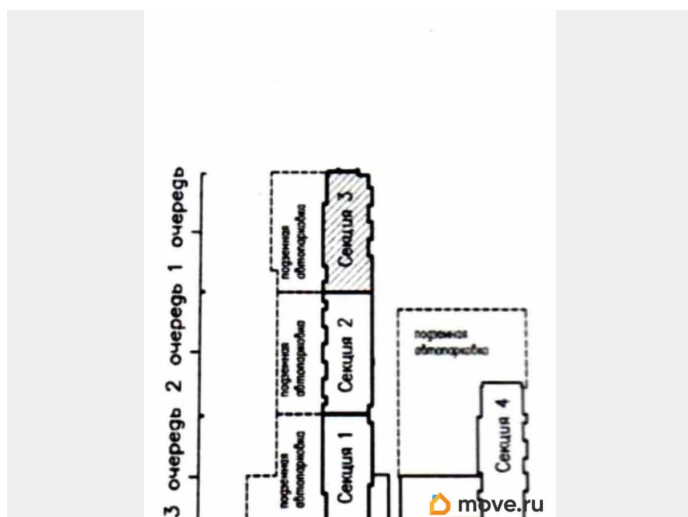 3 очередь 2 очередь 1 очередь
подземная
автопарковка
подземная
автопарковка
подземная
автопарковка
Секция 1
Секция 2
Секция 3
подземная
автопарковка
Секция 4
move.ru